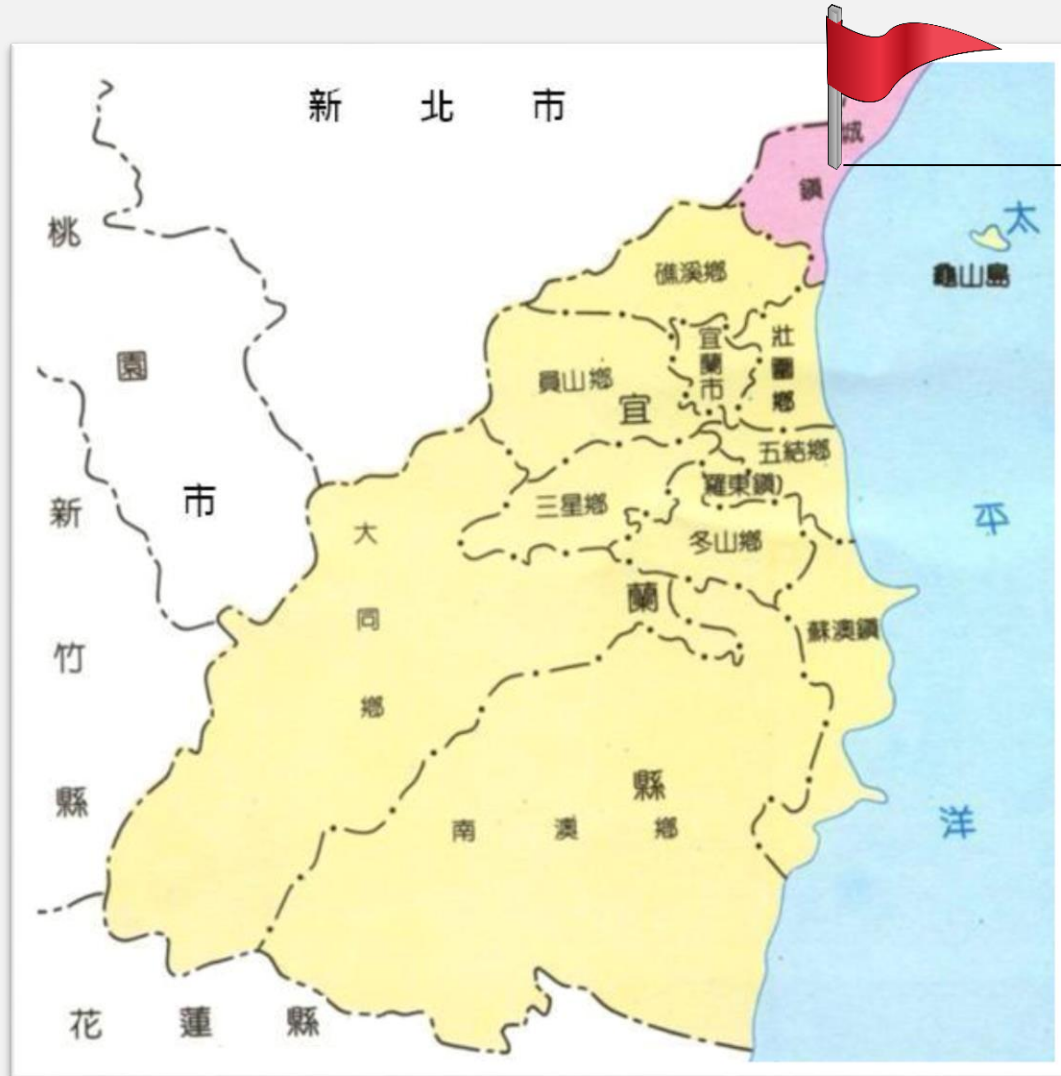 新北市
城
鎮
桃園市
太平洋
龜山島
礁溪鄉
宜蘭市
壯圍鄉
員山鄉
宜蘭縣
五結鄉
羅東鎮)
三星鄉
冬山鄉
大同鄉
新竹縣
蘇澳鎮
南澳鄉
花蓮縣